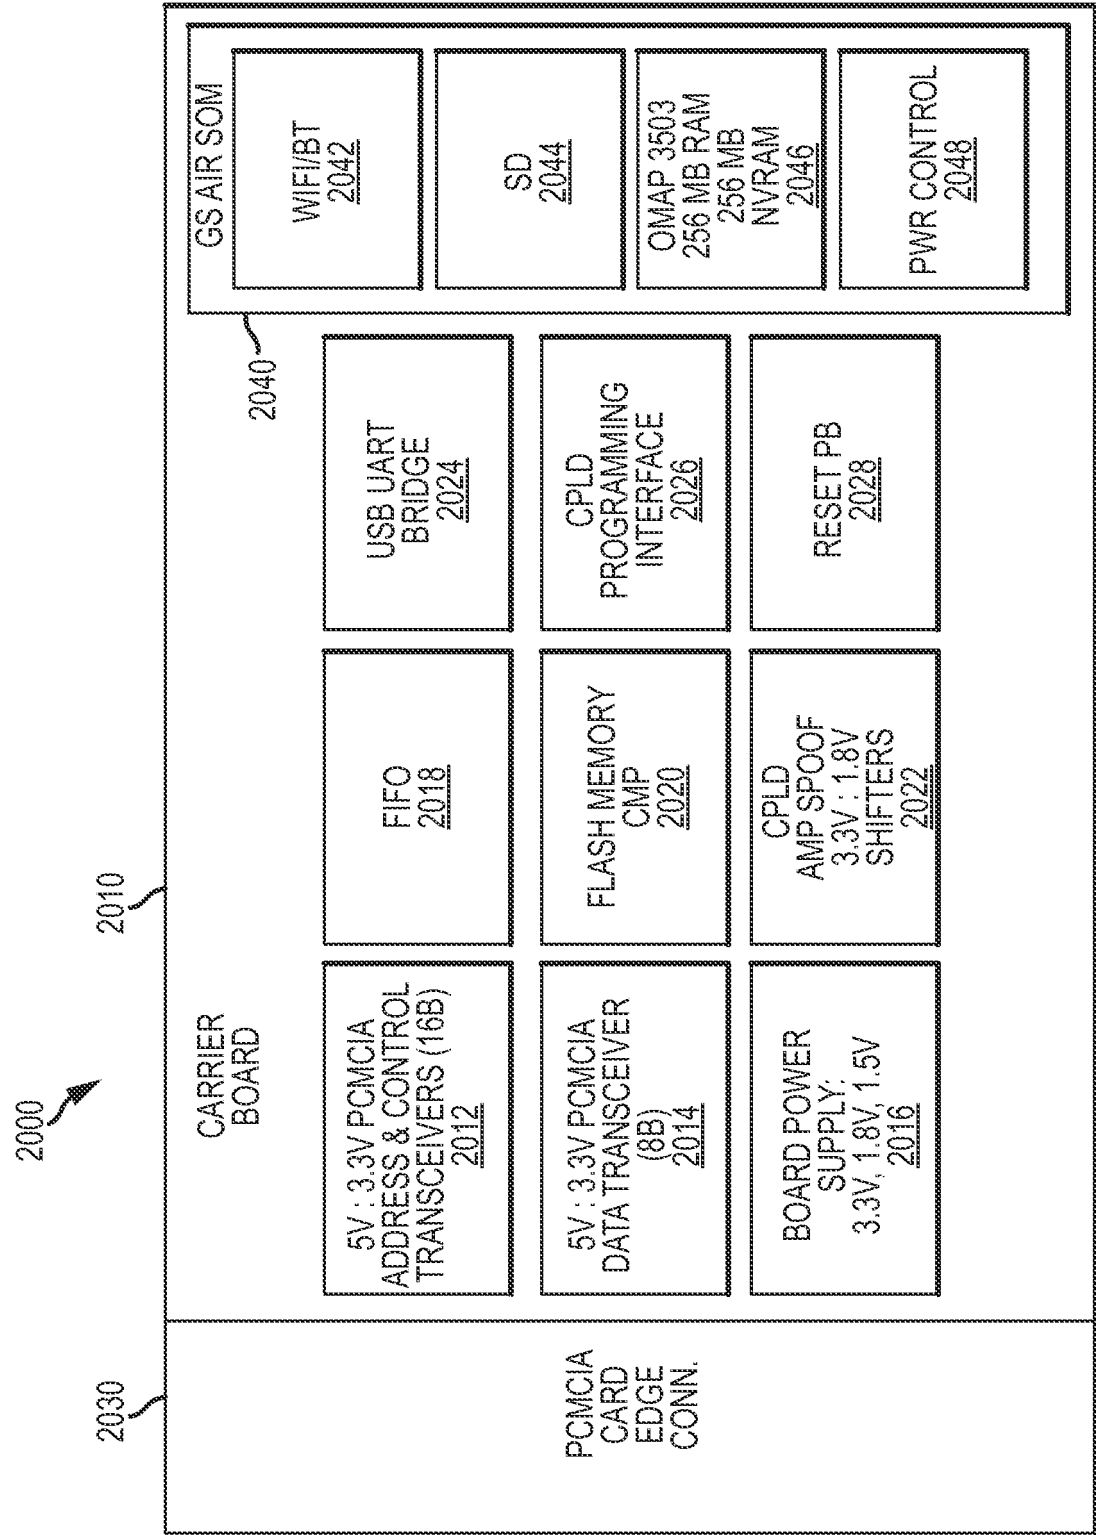 2000
2030
2010
CARRIER
BOARD
PCMCIA
CARD
EDGE
CONN.
5V : 3.3V PCMCIA
ADDRESS & CONTROL
TRANSCEIVERS (16B)
2012
5V : 3.3V PCMCIA
DATA TRANSCEIVER
(8B)
2014
BOARD POWER
SUPPLY:
3.3V, 1.8V, 1.5V
2016
FIFO
2018
FLASH MEMORY
CMP
2020
CPLD
AMP SPOOF
3.3V : 1.8V
SHIFTERS
2022
USB UART
BRIDGE
2024
CPLD
PROGRAMMING
INTERFACE
2026
RESET PB
2028
2040
GS AIR SOM
WIFI/BT
2042
SD
2044
OMAP 3503
256 MB RAM
256 MB
NVRAM
2046
PWR CONTROL
2048